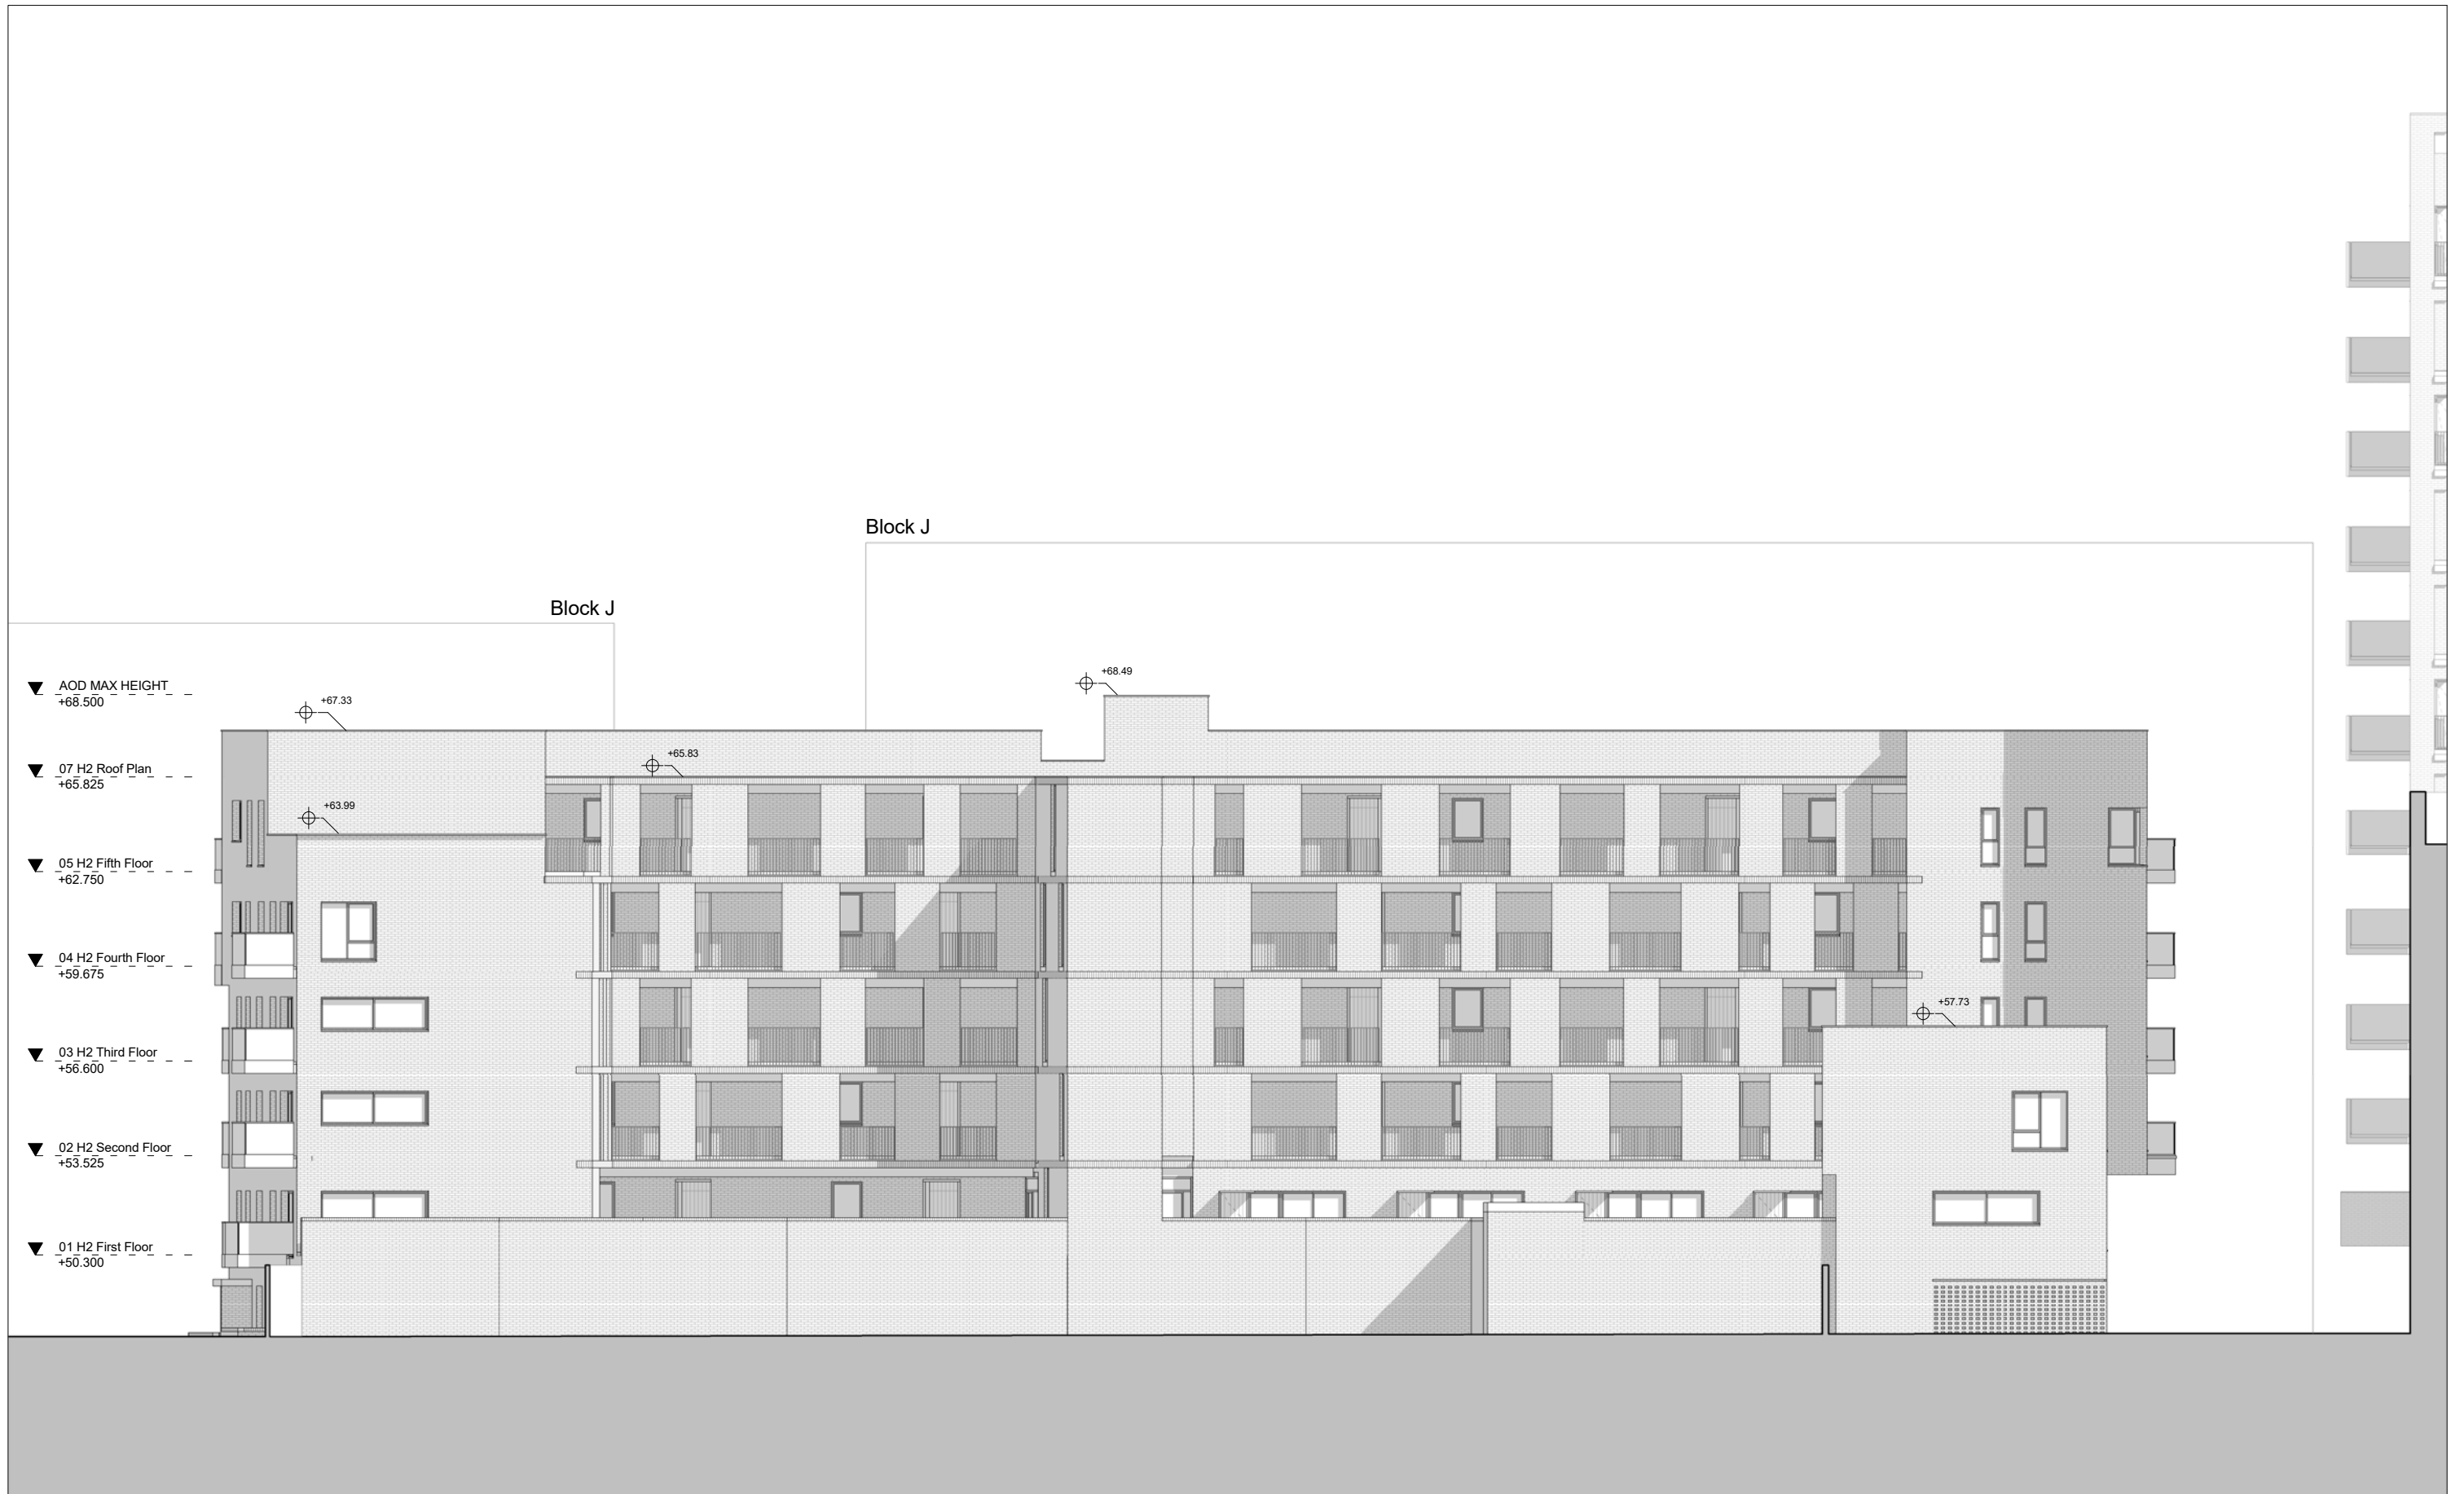 Block J
Block J
AOD MAX HEIGHT
+68.500
+68.49
+67.33
+65.83
07 H2 Roof Plan
+65.825
+63.99
05 H2 Fifth Floor
+62.750
04 H2 Fourth Floor
+59.675
+57.73
03 H2 Third Floor
+56.600
02 H2 Second Floor
+53.525
01 H2 First Floor
+50.300